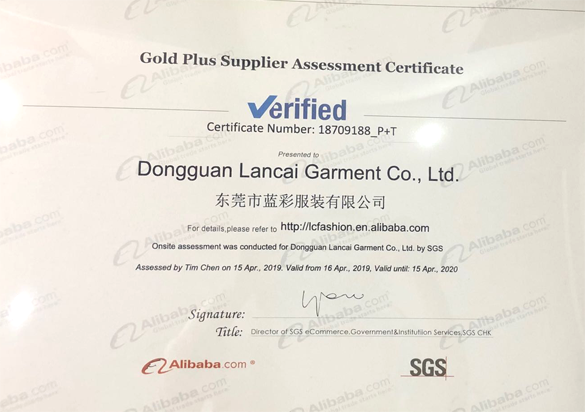 Gold Plus Supplier Assessment Certificate
Verified
Certificate Number: 18709188_P+T
Presented to
Dongguan Lancai Garment Co., Ltd.
东莞市蓝彩服装有限公司
For details,please refer to http://lcfashion.en.alibaba.com
Onsite assessment was conducted for Dongguan Lancai Garment Co., Ltd. by SGS
Assessed by Tim Chen on 15 Apr., 2019. Valid from 16 Apr., 2019, Valid until: 15 Apr., 2020
Signature:
Title: Director of SGS eCommerce,Government&Institutiion Services,SGS CHK
Alibaba.com ®
SGS